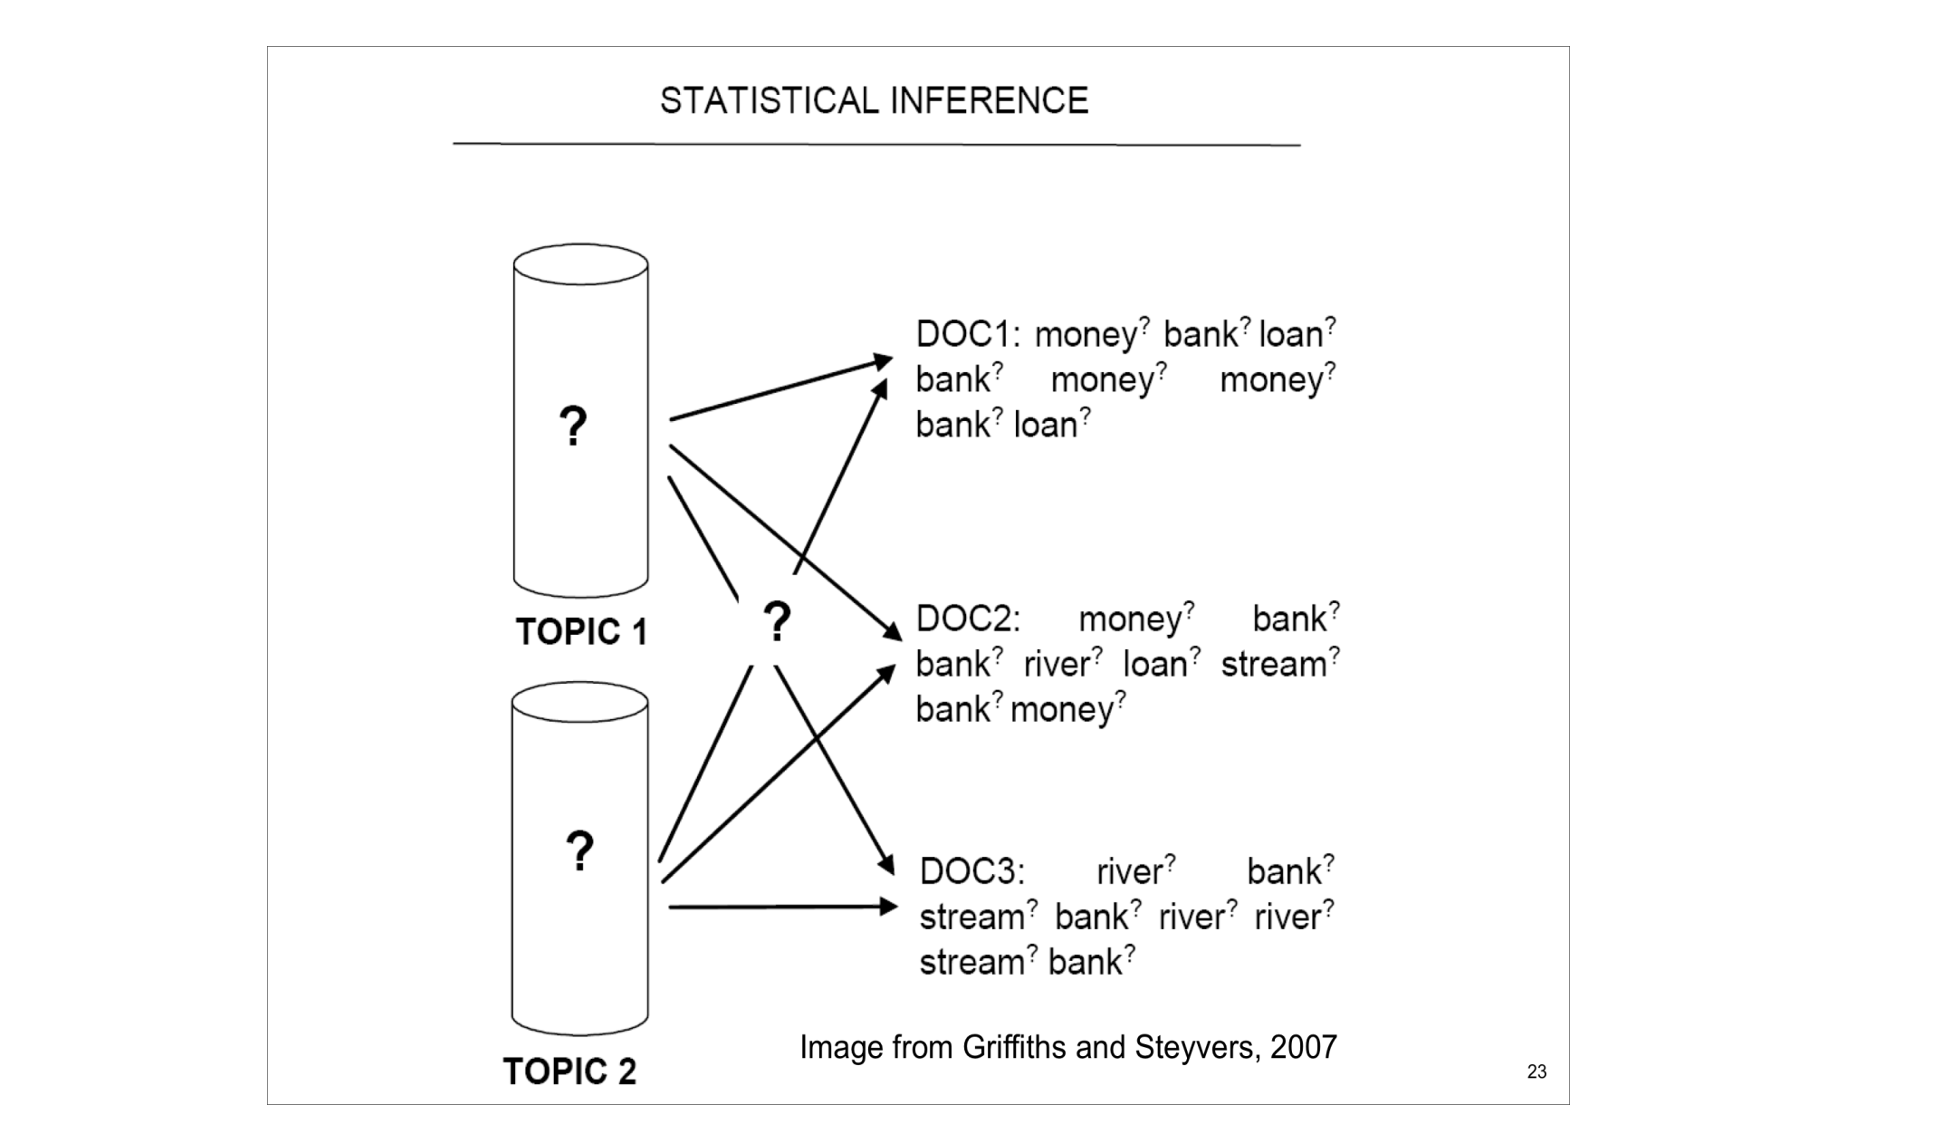 STATISTICAL INFERENCE
?
TOPIC 1
?
TOPIC 2
?
DOC1: money? bank? loan?
bank? money? money?
bank? loan?
DOC2: money? bank?
bank? river? loan? stream?
bank? money?
DOC3: river? bank?
stream? bank? river? river?
stream? bank?
Image from Griffiths and Steyvers, 2007
23